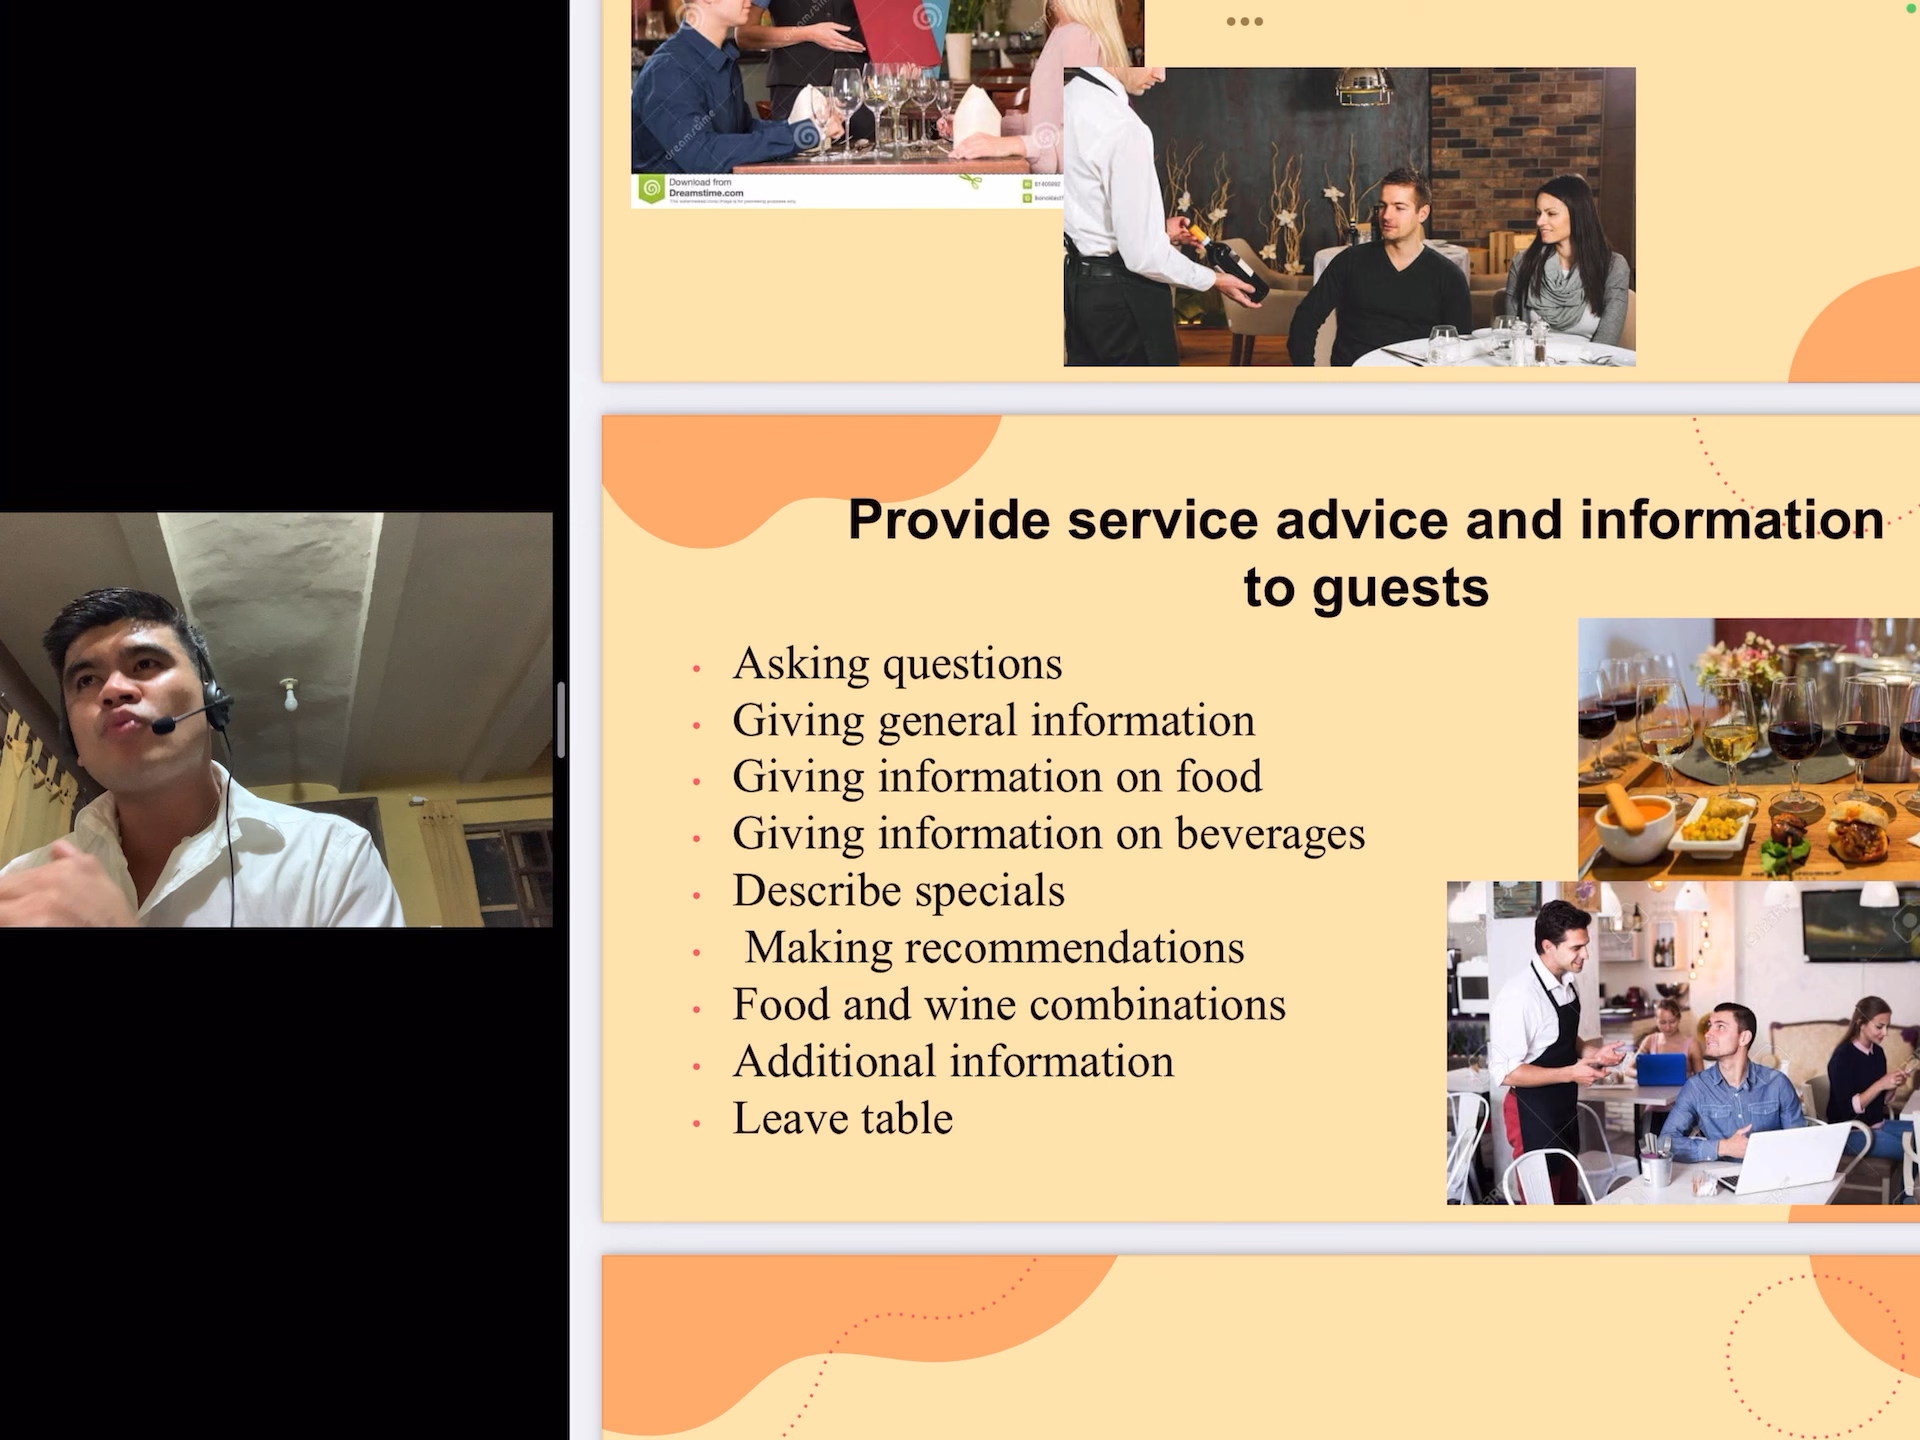 Download from
Dreamstime.com
Provide service advice and information
to guests
• Asking questions
• Giving general information
• Giving information on food
• Giving information on beverages
• Describe specials
• Making recommendations
• Food and wine combinations
• Additional information
• Leave table